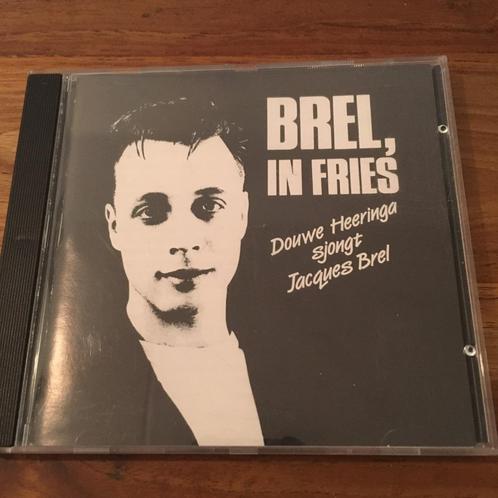 BREL,
IN FRIES
Douwe Heeringa
sjongt
Jacques Brel